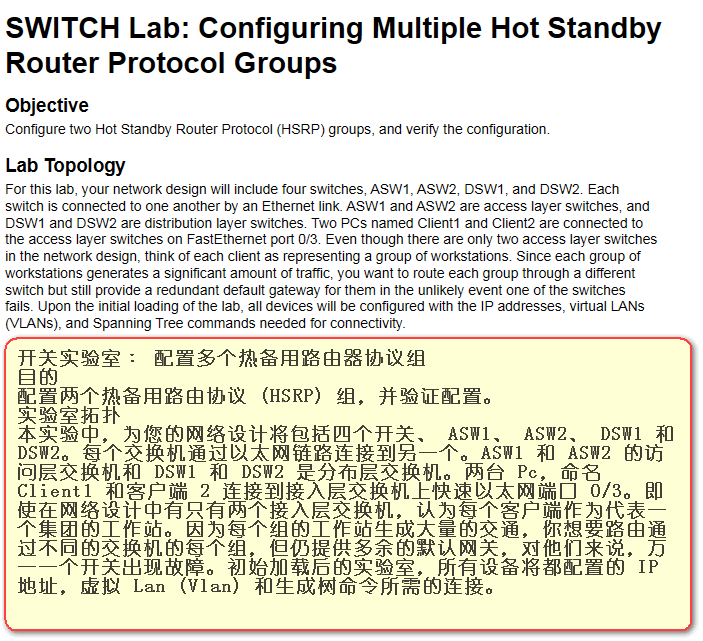 SWITCH Lab: Configuring Multiple Hot Standby
Router Protocol Groups
Objective
Configure two Hot Standby Router Protocol (HSRP) groups, and verify the configuration.
Lab Topology
For this lab, your network design will include four switches, ASW1, ASW2, DSW1, and DSW2. Each
switch is connected to one another by an Ethernet link. ASW1 and ASW2 are access layer switches, and
DSW1 and DSW2 are distribution layer switches. Two PCs named Client1 and Client2 are connected to
the access layer switches on FastEthernet port 0/3. Even though there are only two access layer switches
in the network design, think of each client as representing a group of workstations. Since each group of
workstations generates a significant amount of traffic, you want to route each group through a different
switch but still provide a redundant default gateway for them in the unlikely event one of the switches
fails. Upon the initial loading of the lab, all devices will be configured with the IP addresses, virtual LANs
(VLANs), and Spanning Tree commands needed for connectivity.
开关实验室： 配置多个热备用路由器协议组
目的
配置两个热备用路由协议 (HSRP) 组，并验证配置。
实验室拓扑
本实验中，为您的网络设计将包括四个开关、 ASW1、 ASW2、 DSW1 和
DSW2。每个交换机通过以太网链路连接到另一个。ASW1 和 ASW2 的访
问层交换机和 DSW1 和 DSW2 是分布层交换机。两台 Pc，命名
Client1 和客户端 2 连接到接入层交换机上快速以太网端口 0/3。即
使在网络设计中有只有两个接入层交换机，认为每个客户端作为代表一
个集团的工作站。因为每个组的工作站生成大量的交通，你想要路由通
过不同的交换机的每个组，但仍提供多余的默认网关，对他们来说，万
一一个开关出现故障。初始加载后的实验室，所有设备将都配置的 IP
地址，虚拟 Lan (Vlan) 和生成树命令所需的连接。